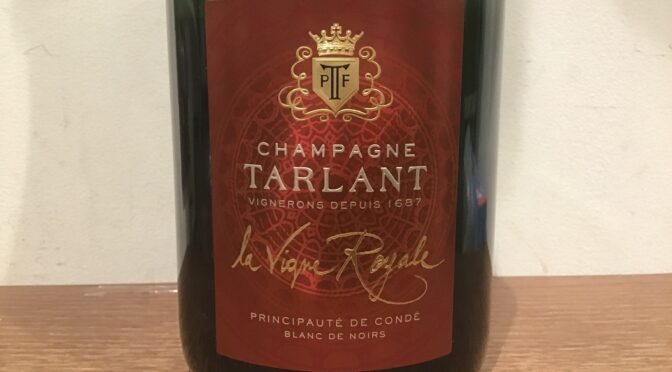 PTF
CHAMPAGNE
TARLANT
VIGNERONS DEPUIS 1687
la Vigne Royale
PRINCIPAUTÉ DE CONDÉ
BLANC DE NOIRS